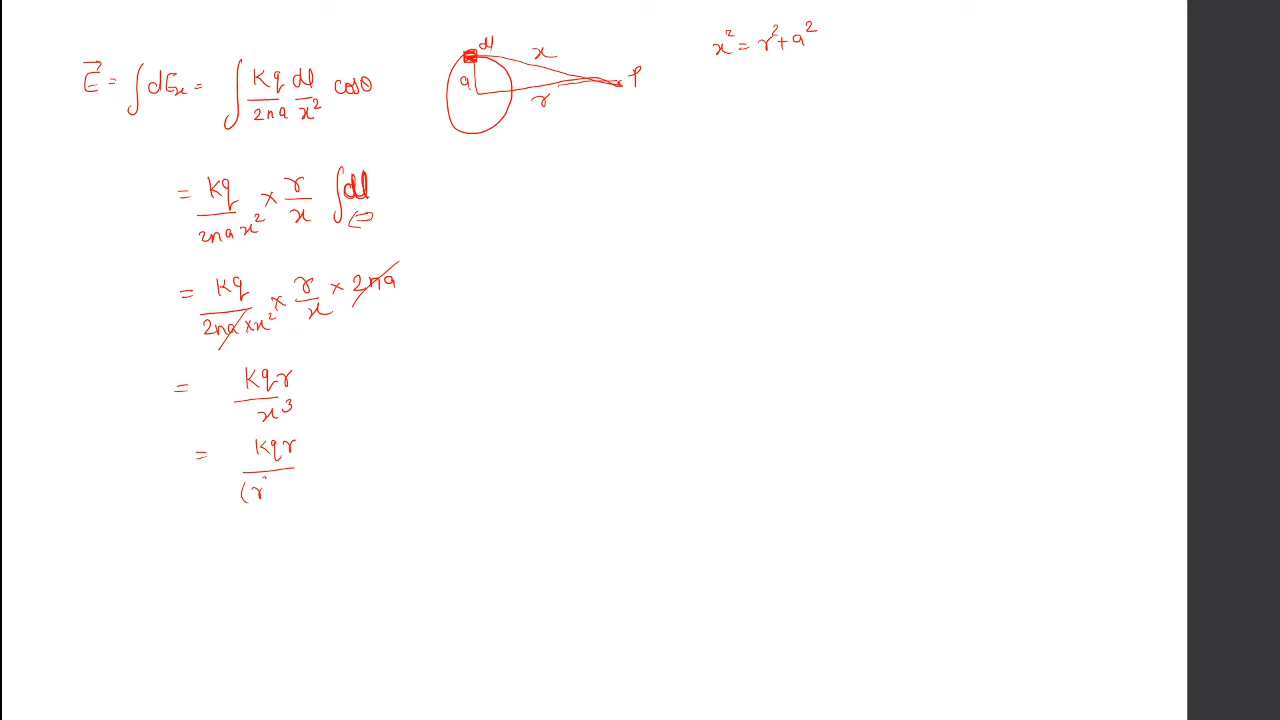 E⃗ = ∫ dEx = ∫ Kq/2πa dl/x² cosθ
dl
x
a
r
P
x² = r² + a²
= Kq/2πa x² × r/x ∫ dl
= Kq/2πa × x² × r/x × 2πa
= Kqr/x³
= Kqr/(r²